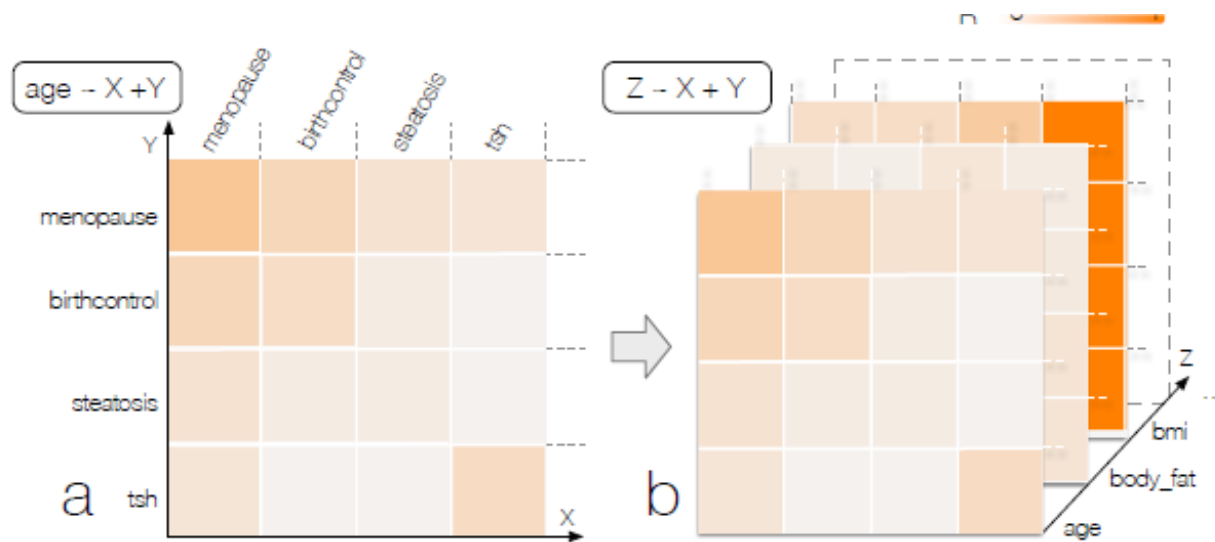 age ~ X +Y
Y
menopause
birthcontrol
steatosis
tsh
menopause
birthcontrol
steatosis
tsh
X
a
Z ~ X + Y
Z
bmi
body_fat
age
b